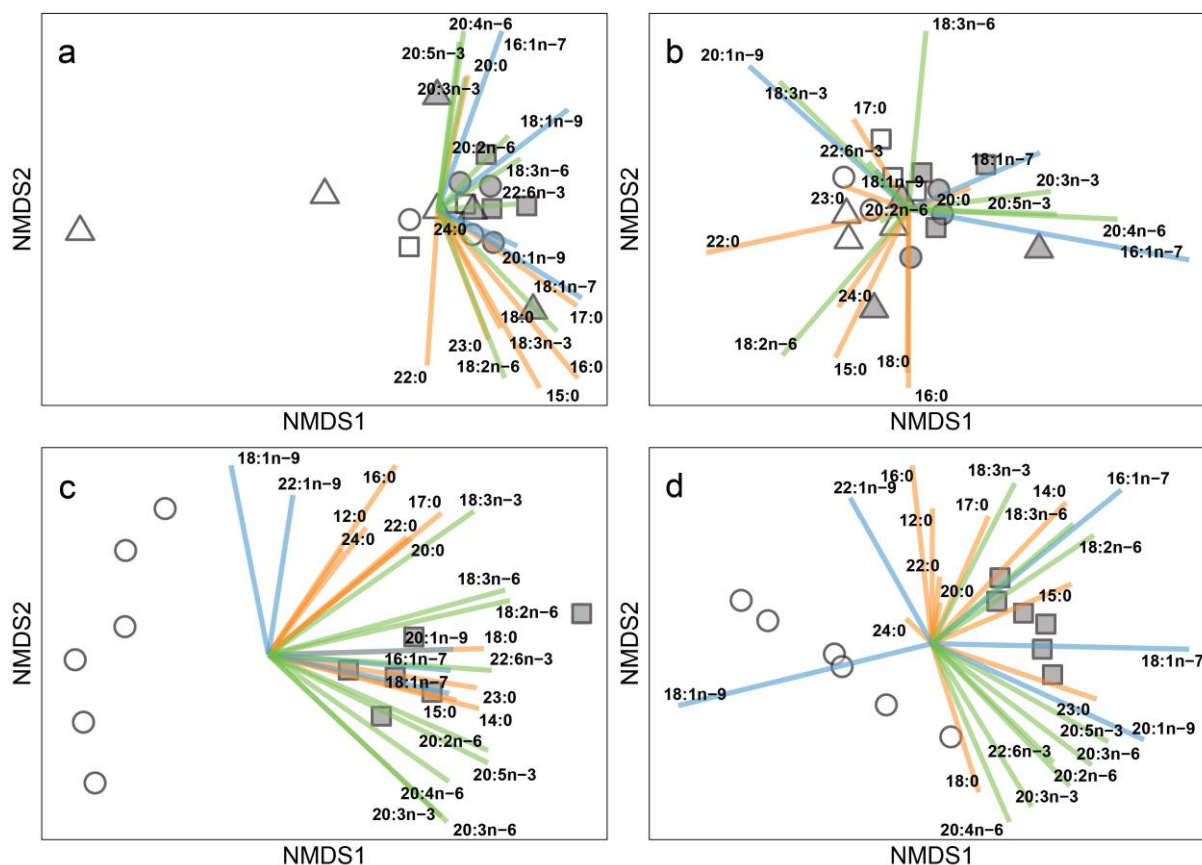 a
20:4n−6
16:1n−7
20:5n−3
20:0
20:3n−3
18:1n−9
20:2n−6
18:3n−6
22:6n−3
24:0
20:1n−9
18:1n−7
18:0
17:0
18:3n−3
23:0
18:2n−6
16:0
22:0
15:0
NMDS1
NMDS2
b
18:3n−6
20:1n−9
18:3n−3
17:0
22:6n−3
18:1n−7
18:1n−9
20:3n−3
23:0
20:0
20:2n−6
20:5n−3
20:4n−6
22:0
16:1n−7
24:0
18:2n−6
15:0
18:0
16:0
NMDS1
NMDS2
c
18:1n−9
16:0
22:1n−9
12:0
17:0
18:3n−3
22:0
24:0
20:0
18:3n−6
18:2n−6
20:1n−9
18:0
16:1n−7
22:6n−3
18:1n−7
23:0
15:0
14:0
20:2n−6
20:5n−3
20:4n−6
20:3n−3
20:3n−6
NMDS1
NMDS2
d
16:0
18:3n−3
22:1n−9
14:0
16:1n−7
17:0
12:0
18:3n−6
18:2n−6
22:0
20:0
15:0
24:0
18:1n−7
18:1n−9
23:0
20:5n−3
20:1n−9
22:6n−3
20:3n−6
20:2n−6
18:0
20:3n−3
20:4n−6
NMDS1
NMDS2